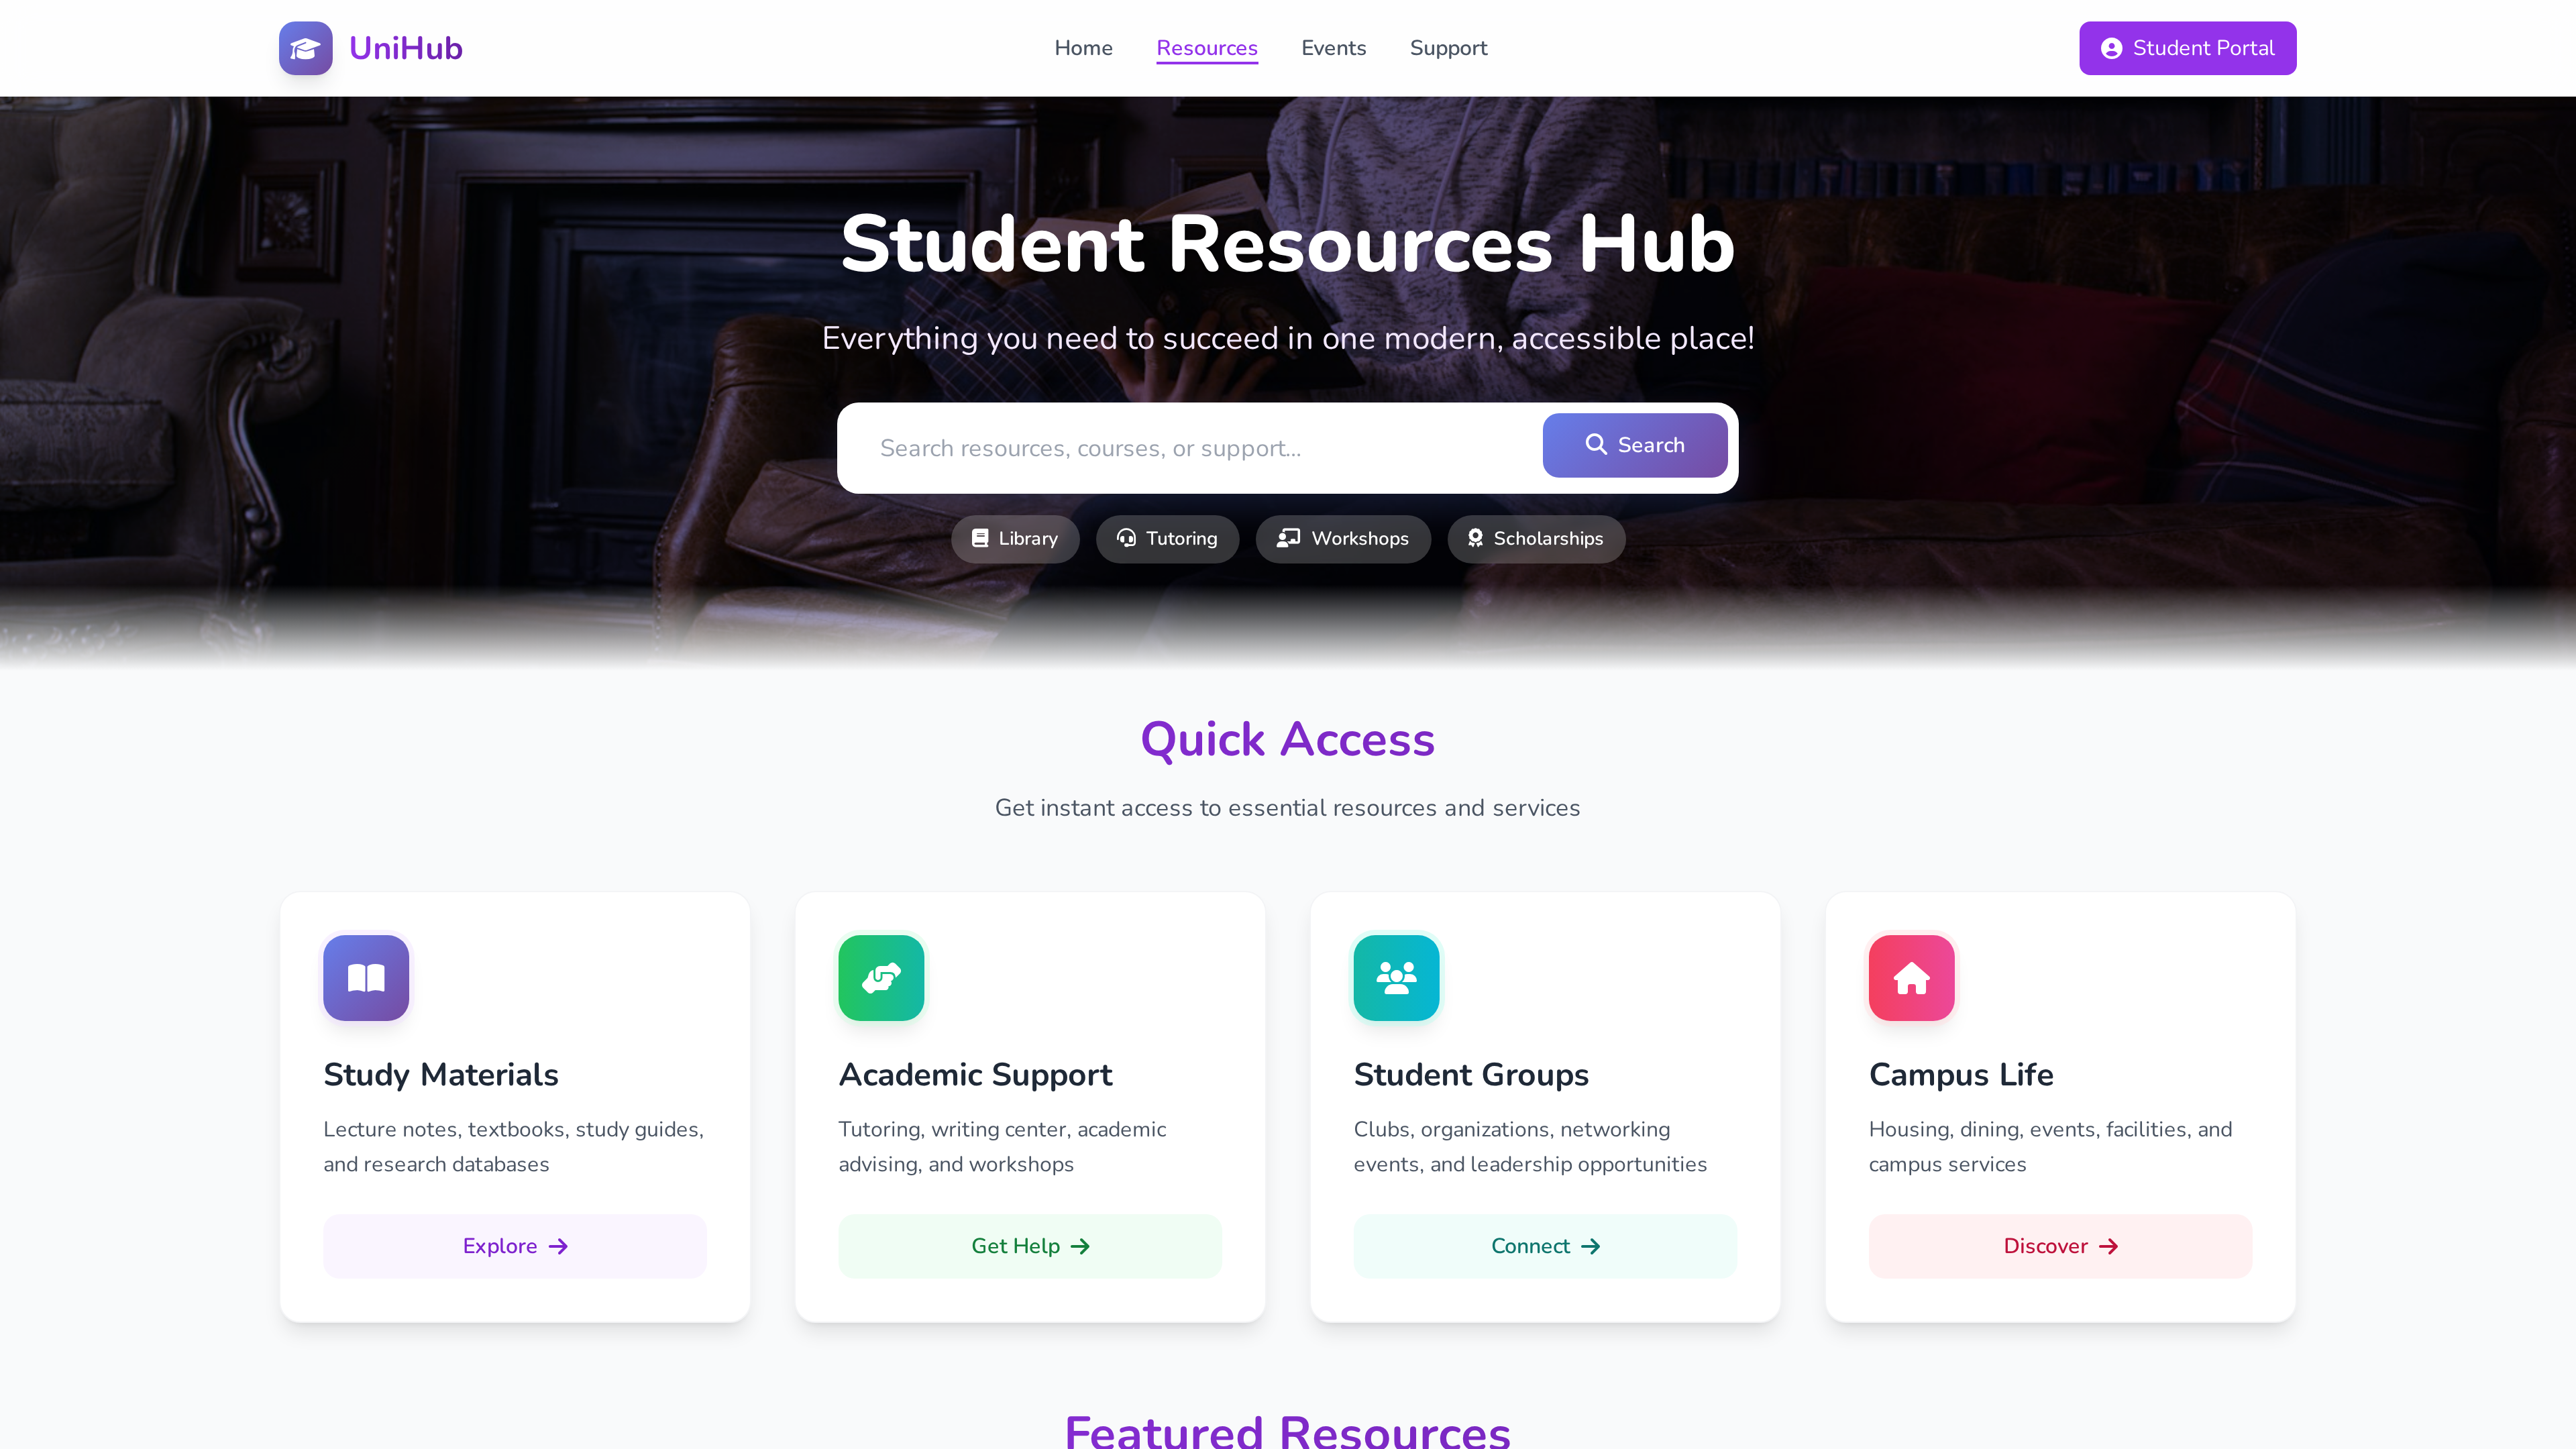 UniHub
Home
Resources
Events
Support
Student Portal
Student Resources Hub
Everything you need to succeed in one modern, accessible place!
Search resources, courses, or support...
Search
Library
Tutoring
Workshops
Scholarships
Quick Access
Get instant access to essential resources and services
Study Materials
Lecture notes, textbooks, study guides,
and research databases
Explore
Academic Support
Tutoring, writing center, academic
advising, and workshops
Get Help
Student Groups
Clubs, organizations, networking
events, and leadership opportunities
Connect
Campus Life
Housing, dining, events, facilities, and
campus services
Discover
Featured Resources